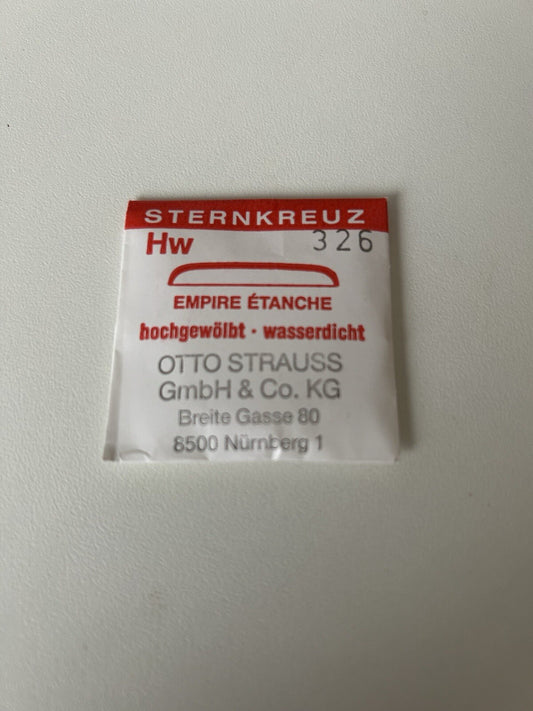 STERNKREUZ
Hw 326
EMPIRE ÉTANCHE
hochgewölbt · wasserdicht
OTTO STRAUSS
GmbH & Co. KG
Breite Gasse 80
8500 Nürnberg 1